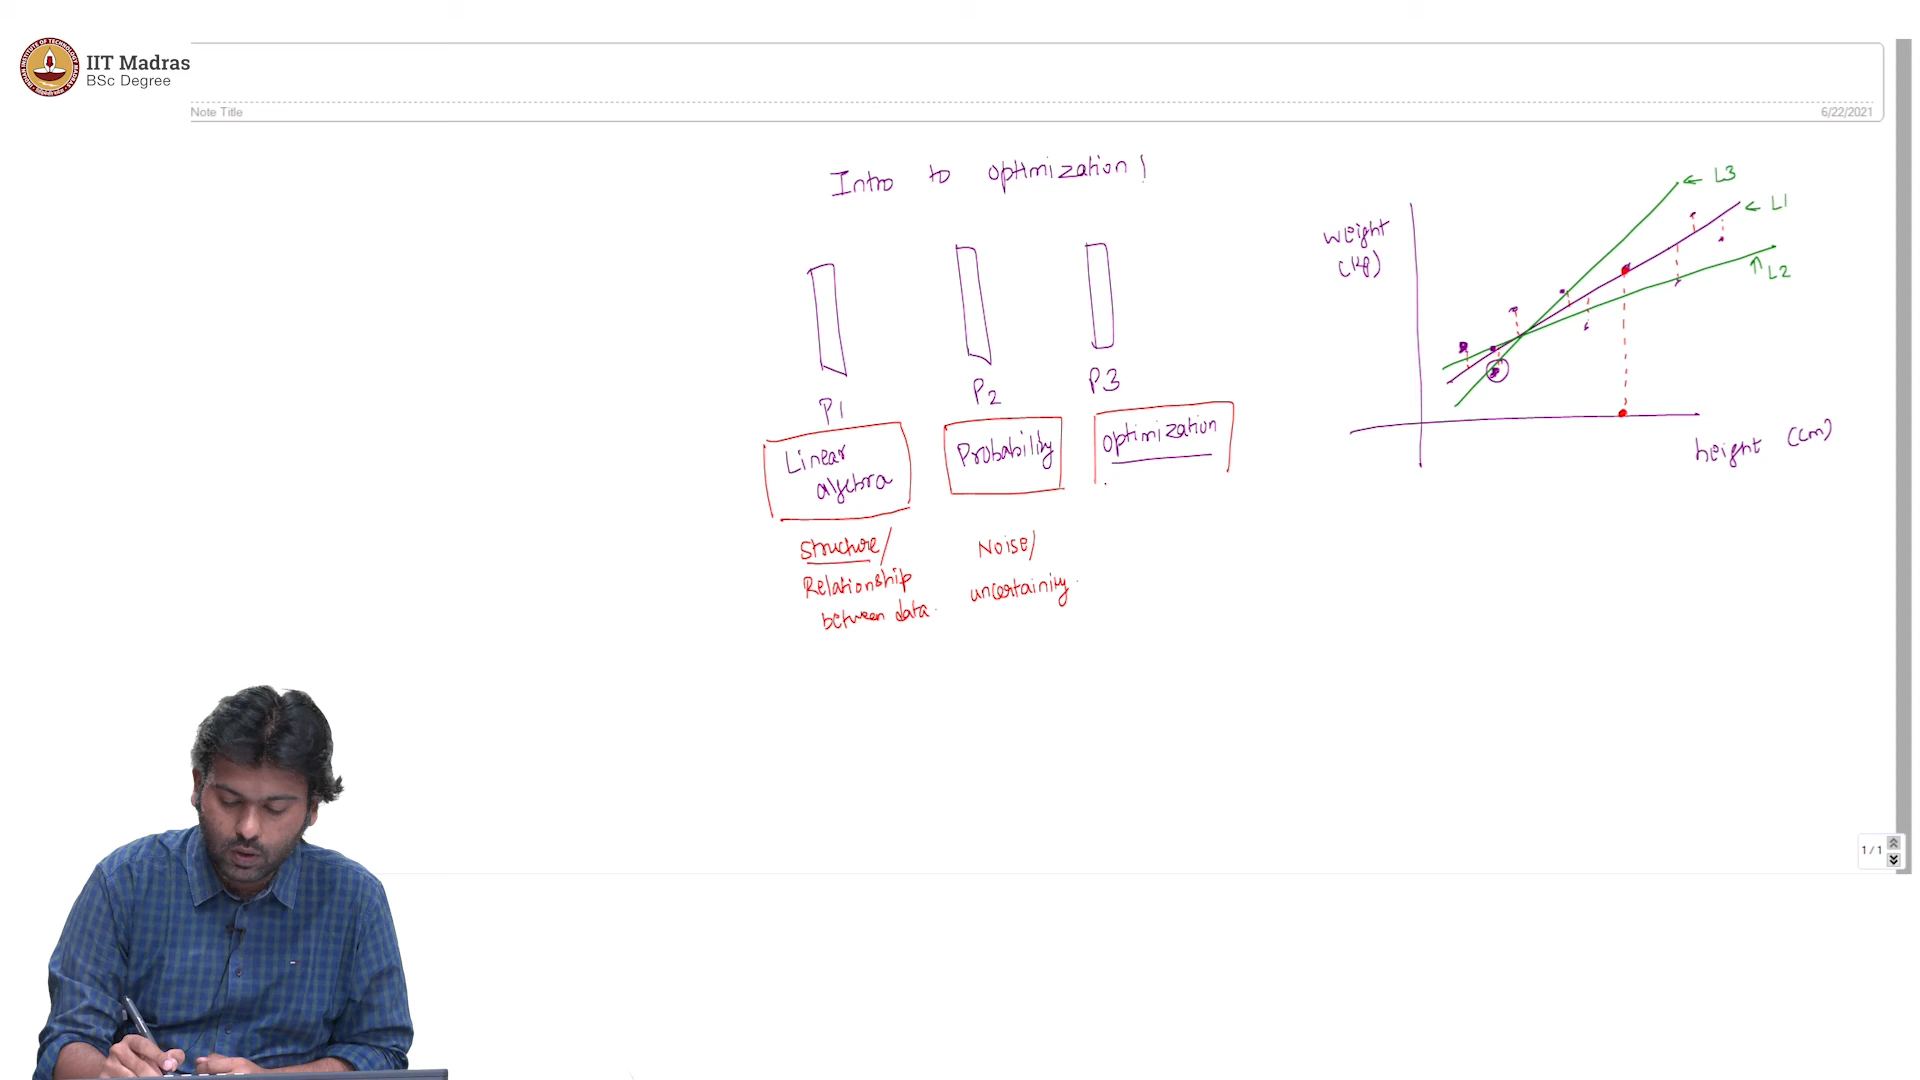 IIT Madras
BSc Degree
Note Title
6/22/2021
Intro to optimization!
P1
P2
P3
Linear
algebra
Probability
optimization
Structure/
Relationship
between data.
Noise/
uncertainity.
weight
(kg)
← L3
← L1
↑ L2
height (cm)
1 / 1